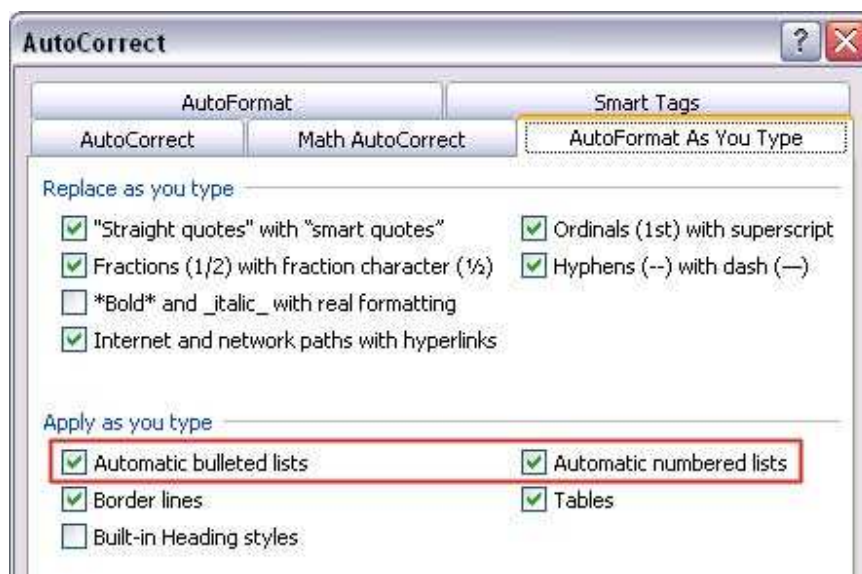 AutoCorrect
AutoFormat Smart Tags
AutoCorrect Math AutoCorrect AutoFormat As You Type
Replace as you type
"Straight quotes" with “smart quotes” Ordinals (1st) with superscript
Fractions (1/2) with fraction character (½) Hyphens (--) with dash (—)
*Bold* and _italic_ with real formatting
Internet and network paths with hyperlinks
Apply as you type
Automatic bulleted lists Automatic numbered lists
Border lines Tables
Built-in Heading styles